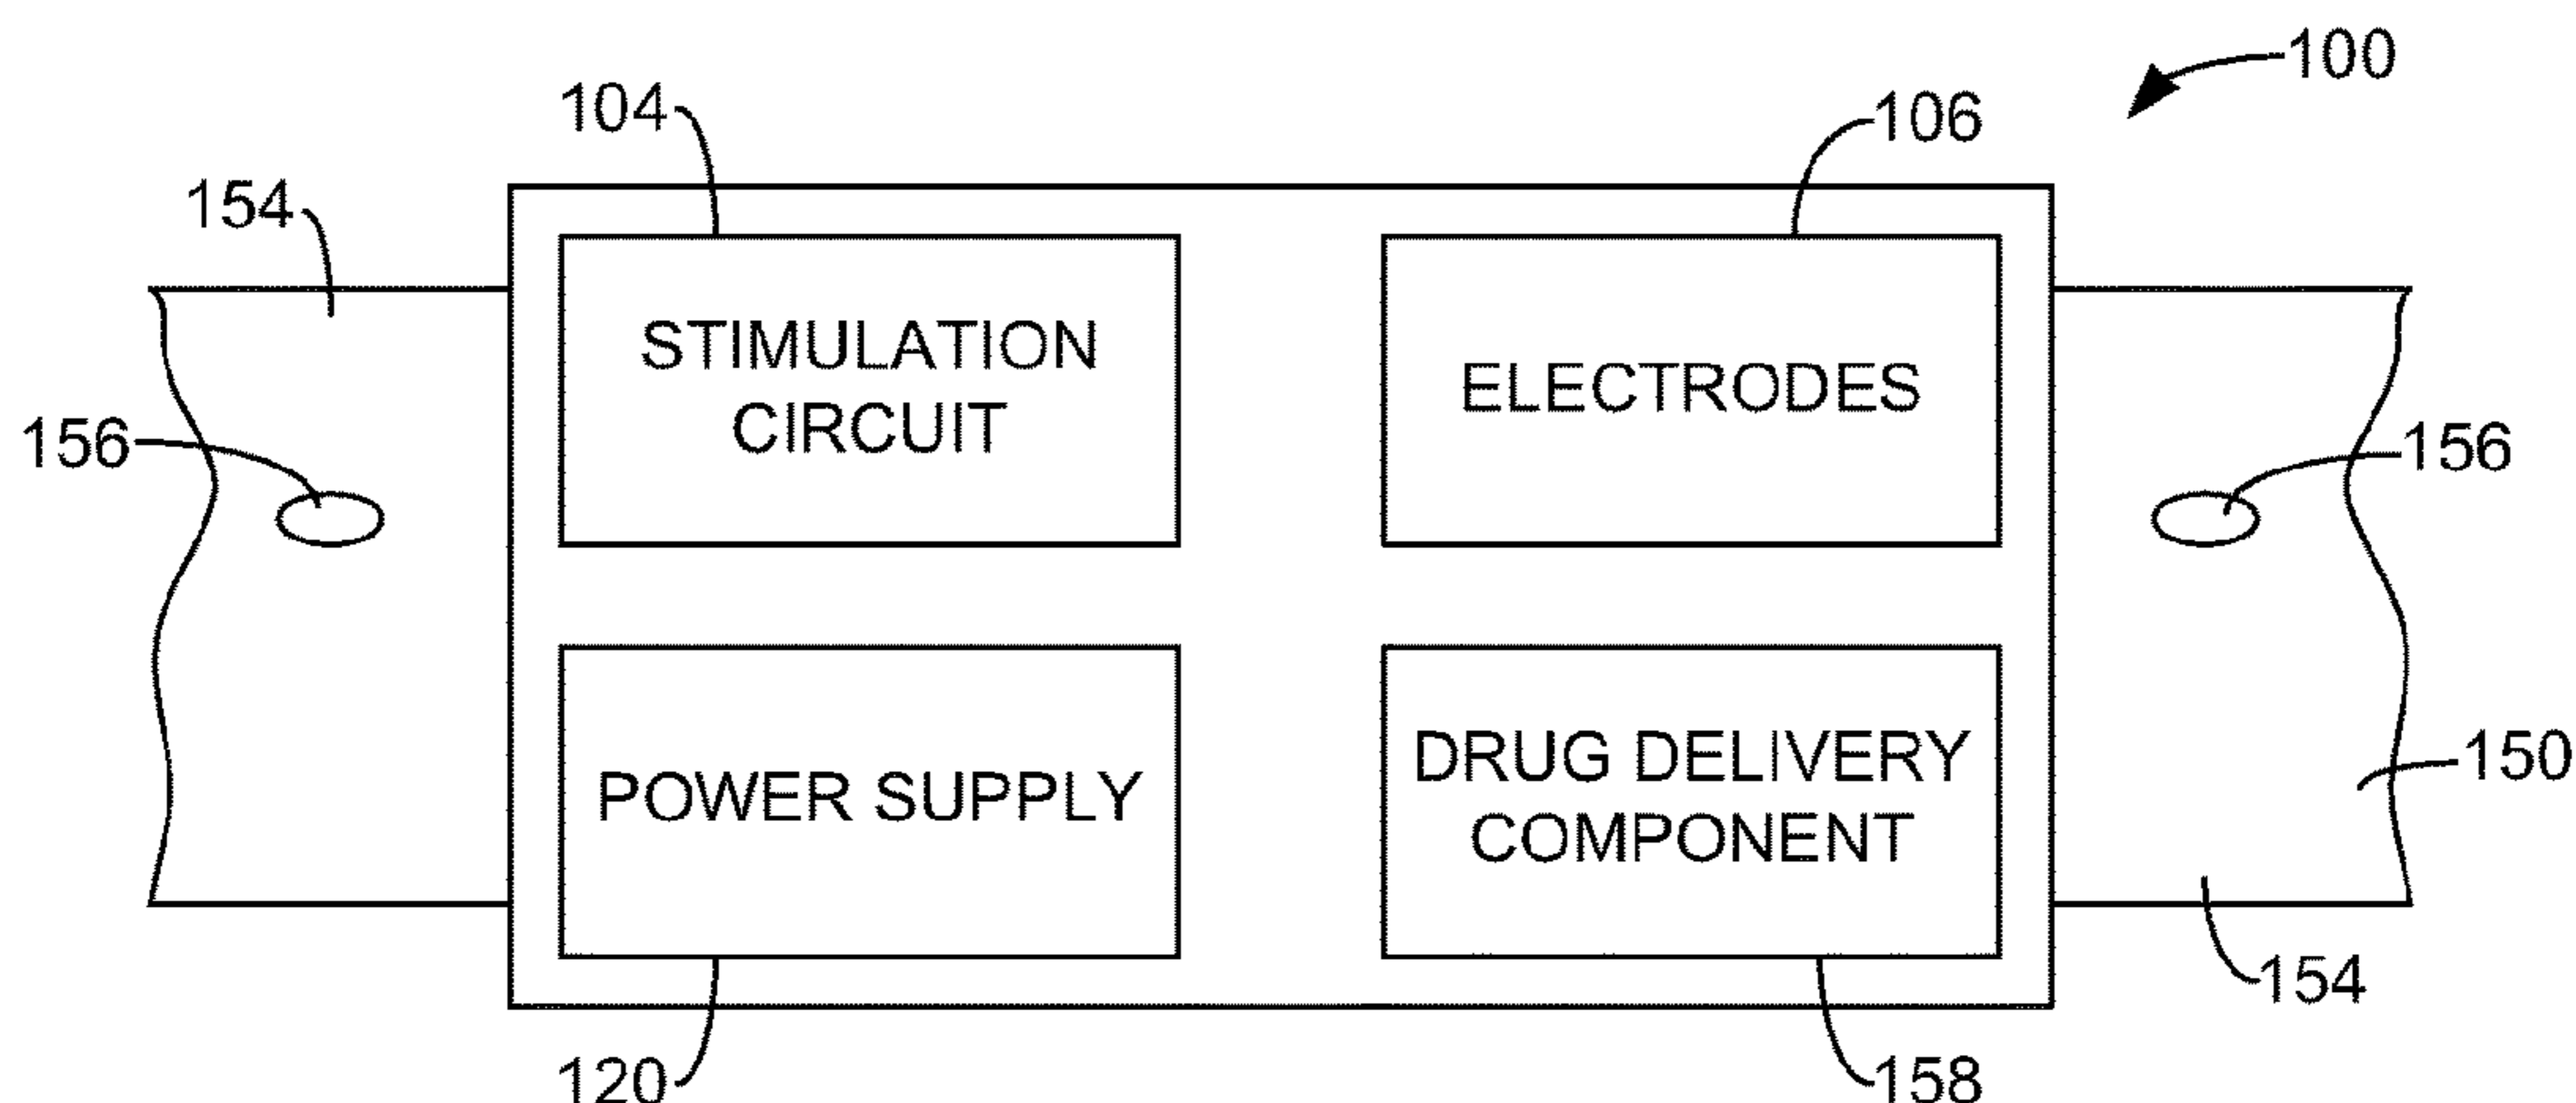 100
104
106
154
STIMULATION
CIRCUIT
ELECTRODES
156
156
POWER SUPPLY
DRUG DELIVERY
COMPONENT
150
154
120
158